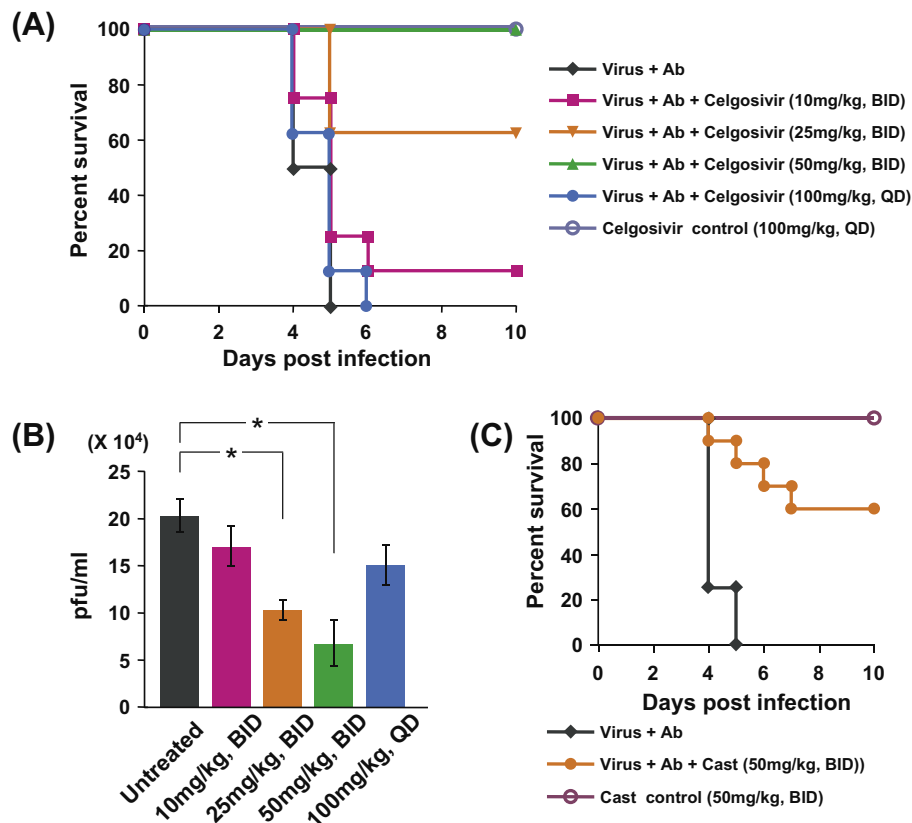 (A)
Percent survival
100
80
60
40
20
0
0 2 4 6 10
Days post infection
Virus + Ab
Virus + Ab + Celgosivir (10mg/kg, BID)
Virus + Ab + Celgosivir (25mg/kg, BID)
Virus + Ab + Celgosivir (50mg/kg, BID)
Virus + Ab + Celgosivir (100mg/kg, QD)
Celgosivir control (100mg/kg, QD)
(B)
(X 10⁴)
pfu/ml
25
20
15
10
5
0
*
*
Untreated
10mg/kg, BID
25mg/kg, BID
50mg/kg, BID
100mg/kg, QD
(C)
Percent survival
100
80
60
40
20
0
0 2 4 6 8 10
Days post infection
Virus + Ab
Virus + Ab + Cast (50mg/kg, BID))
Cast control (50mg/kg, BID)